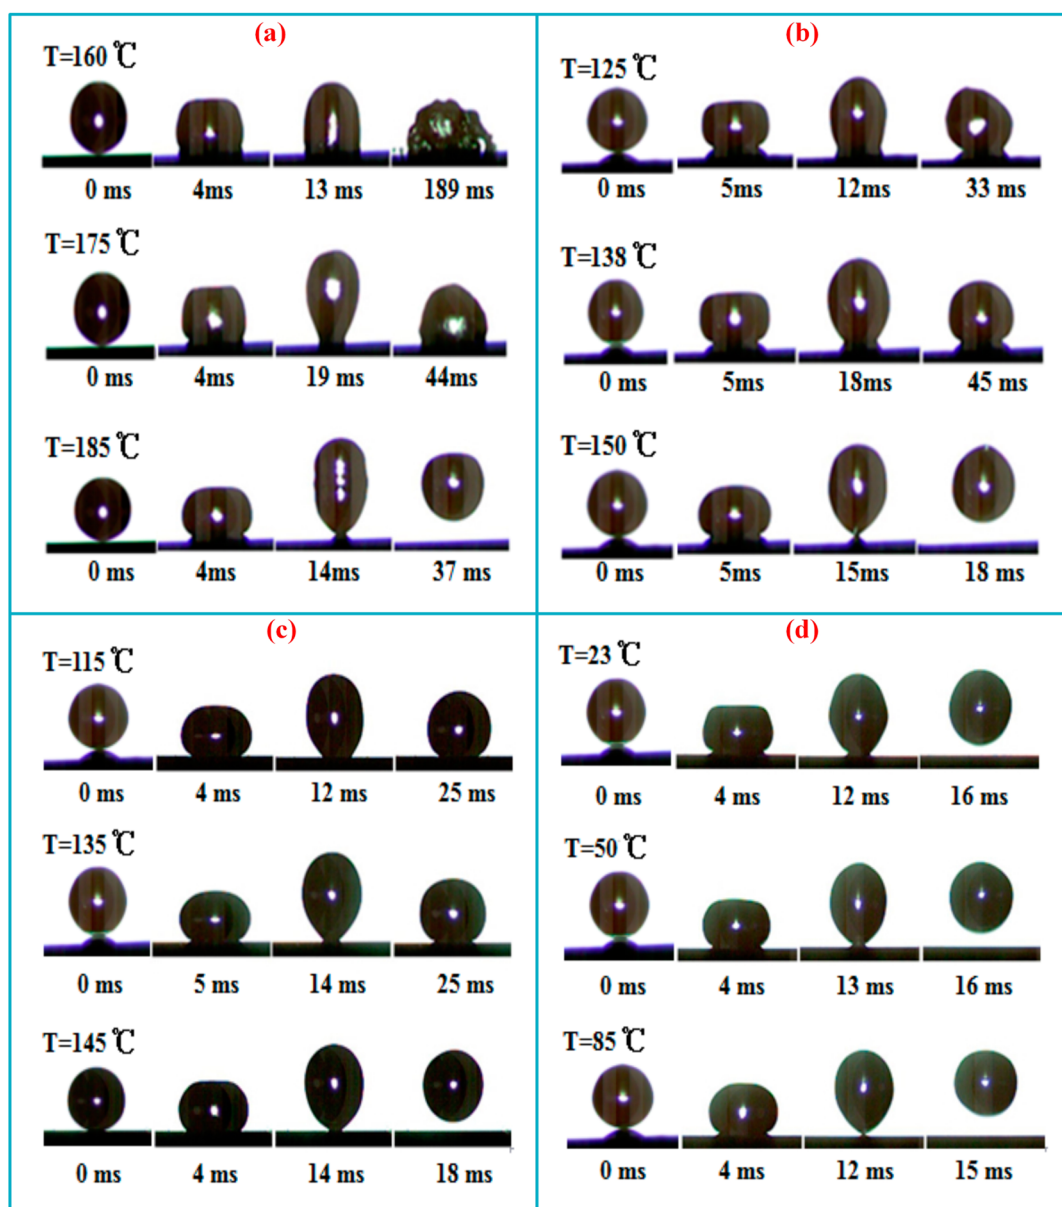 (a)
T=160 ℃
0 ms 4ms 13 ms 189 ms
T=175 ℃
0 ms 4ms 19 ms 44ms
T=185 ℃
0 ms 4ms 14ms 37 ms
(b)
T=125 ℃
0 ms 5ms 12ms 33 ms
T=138 ℃
0 ms 5ms 18ms 45 ms
T=150 ℃
0 ms 5ms 15ms 18 ms
(c)
T=115 ℃
0 ms 4 ms 12 ms 25 ms
T=135 ℃
0 ms 5 ms 14 ms 25 ms
T=145 ℃
0 ms 4 ms 14 ms 18 ms
(d)
T=23 ℃
0 ms 4 ms 12 ms 16 ms
T=50 ℃
0 ms 4 ms 13 ms 16 ms
T=85 ℃
0 ms 4 ms 12 ms 15 ms